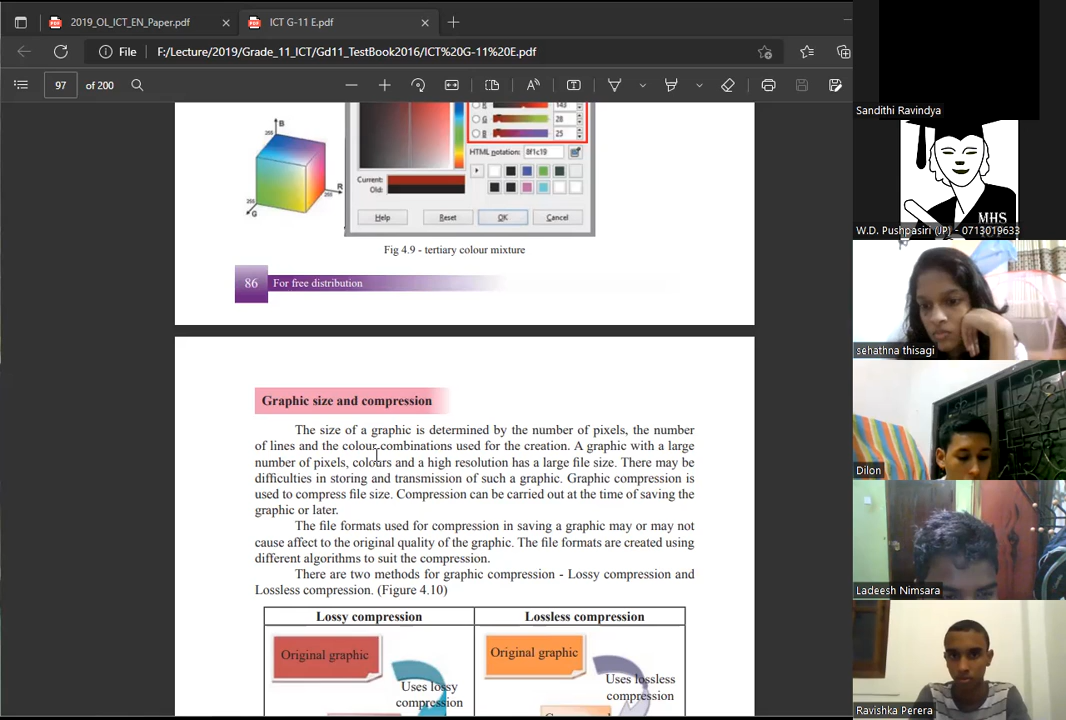 2019_OL_ICT_EN_Paper.pdf
ICT G-11 E.pdf
File
F:/Lecture/2019/Grade_11_ICT/Gd11_TestBook2016/ICT%20G-11%20E.pdf
97
of 200
B
255
R
255
G
255
R
143
G
28
B
25
HTML notation:
8f1c19
Current:
Old:
Help
Reset
OK
Cancel
Fig 4.9 - tertiary colour mixture
86
For free distribution
Graphic size and compression
The size of a graphic is determined by the number of pixels, the number
of lines and the colour combinations used for the creation. A graphic with a large
number of pixels, colours and a high resolution has a large file size. There may be
difficulties in storing and transmission of such a graphic. Graphic compression is
used to compress file size. Compression can be carried out at the time of saving the
graphic or later.
The file formats used for compression in saving a graphic may or may not
cause affect to the original quality of the graphic. The file formats are created using
different algorithms to suit the compression.
There are two methods for graphic compression - Lossy compression and
Lossless compression. (Figure 4.10)
Lossy compression
Lossless compression
Original graphic
Original graphic
Uses lossy
compression
Uses lossless
compression
Sandithi Ravindya
MHS
W.D. Pushpasiri (JP) - 0713019633
sehathna thisagi
Dilon
Ladeesh Nimsara
Ravishka Perera